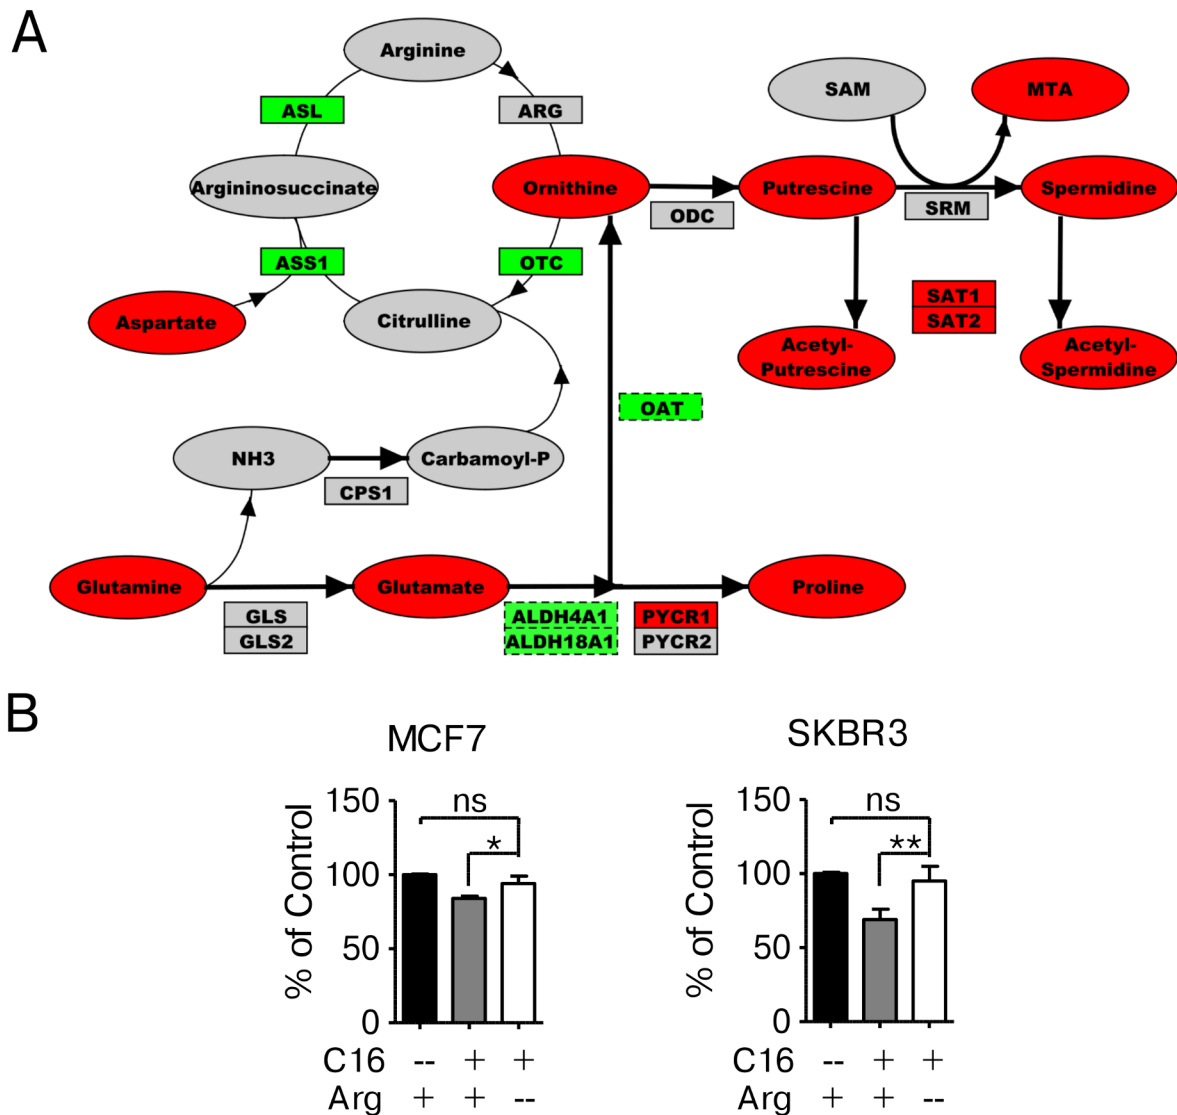 A
Arginine
SAM
MTA
ASL
ARG
Argininosuccinate
Ornithine
Putrescine
Spermidine
ODC
SRM
ASS1
OTC
Aspartate
Citrulline
SAT1
SAT2
Acetyl-
Putrescine
Acetyl-
Spermidine
OAT
NH3
Carbamoyl-P
CPS1
Glutamine
Glutamate
Proline
GLS
GLS2
ALDH4A1
ALDH18A1
PYCR1
PYCR2
B
MCF7
% of Control
150
100
50
0
ns
*
C16 -- + +
Arg + + --
SKBR3
% of Control
150
100
50
0
ns
**
C16 -- + +
Arg + + --